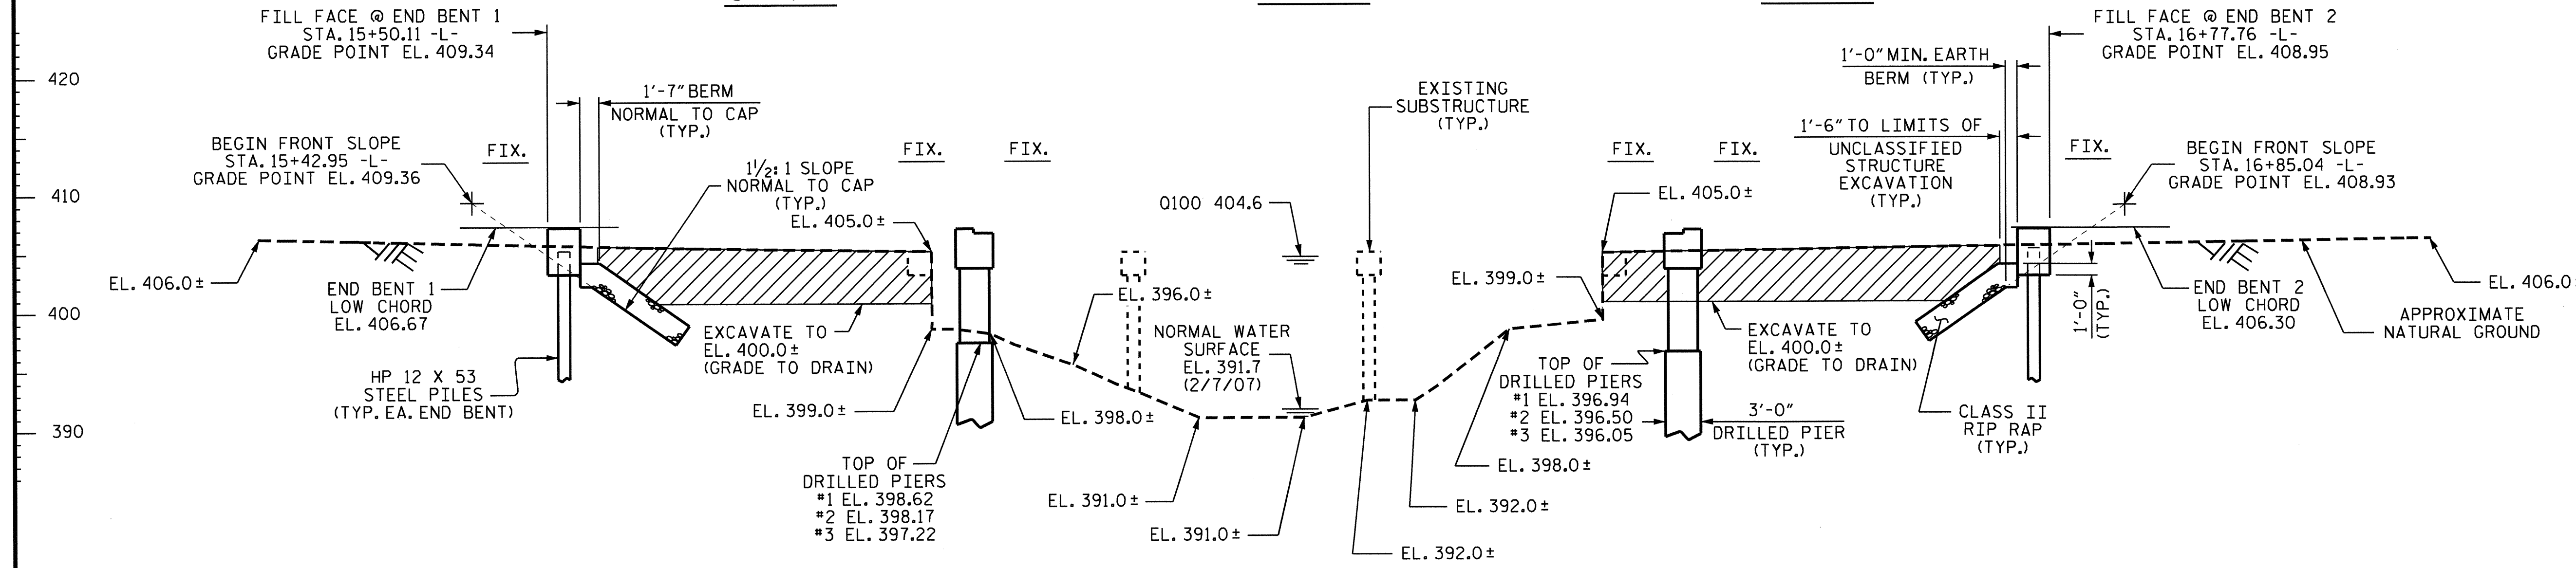 FILL FACE @ END BENT 1
STA. 15+50.11 -L-
GRADE POINT EL. 409.34
FILL FACE @ END BENT 2
STA. 16+77.76 -L-
GRADE POINT EL. 408.95
420
410
400
390
1'-7" BERM
NORMAL TO CAP
(TYP.)
BEGIN FRONT SLOPE
STA. 15+42.95 -L-
GRADE POINT EL. 409.36
FIX.
1½:1 SLOPE
NORMAL TO CAP
(TYP.)
EL. 405.0±
FIX.
FIX.
EXISTING
SUBSTRUCTURE
(TYP.)
Q100 404.6
1'-0" MIN. EARTH
BERM (TYP.)
1'-6" TO LIMITS OF
UNCLASSIFIED
STRUCTURE
EXCAVATION
(TYP.)
FIX.
FIX.
EL. 405.0±
FIX.
BEGIN FRONT SLOPE
STA. 16+85.04 -L-
GRADE POINT EL. 408.93
EL. 406.0±
END BENT 1
LOW CHORD
EL. 406.67
HP 12 X 53
STEEL PILES
(TYP. EA. END BENT)
EXCAVATE TO
EL. 400.0±
(GRADE TO DRAIN)
EL. 399.0±
TOP OF
DRILLED PIERS
#1 EL. 398.62
#2 EL. 398.17
#3 EL. 397.22
EL. 398.0±
EL. 396.0±
NORMAL WATER
SURFACE
EL. 391.7
(2/7/07)
EL. 391.0±
EL. 391.0±
EL. 392.0±
EL. 392.0±
EL. 398.0±
EL. 399.0±
TOP OF
DRILLED PIERS
#1 EL. 396.94
#2 EL. 396.50
#3 EL. 396.05
3'-0"
DRILLED PIER
(TYP.)
EXCAVATE TO
EL. 400.0±
(GRADE TO DRAIN)
CLASS II
RIP RAP
(TYP.)
1'-0"
(TYP.)
END BENT 2
LOW CHORD
EL. 406.30
APPROXIMATE
NATURAL GROUND
EL. 406.0